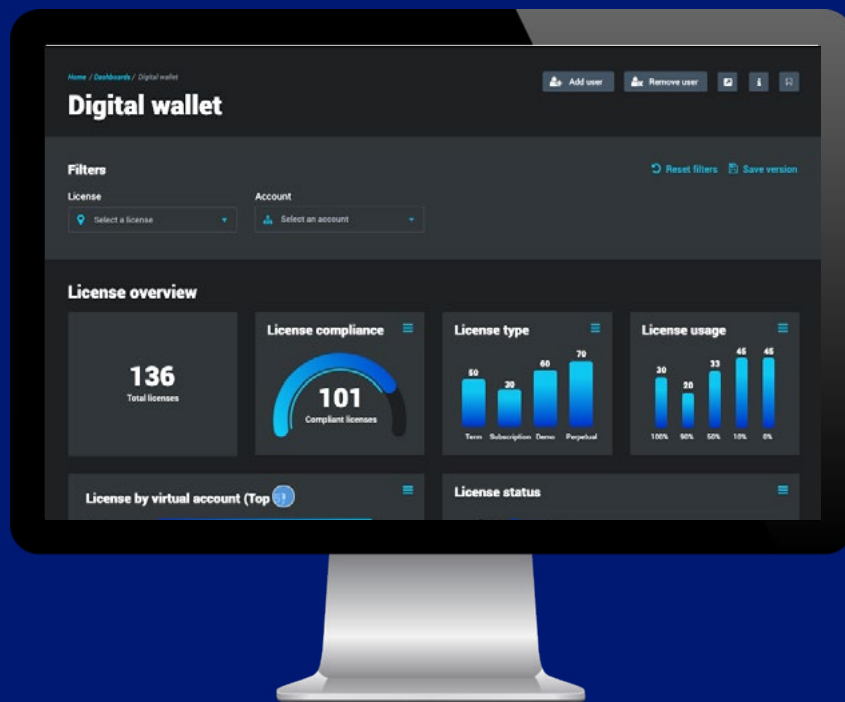 Home / Dashboards / Digital wallet
Add user
Remove user
Digital wallet
Filters
Reset filters
Save version
License
Account
Select a license
Select an account
License overview
136
Total licenses
License compliance
101
Compliant licenses
License type
50
30
60
70
Term Subscription Demo Perpetual
License usage
30
20
33
45
45
100% 90% 50% 10% 0%
License by virtual account (Top
License status